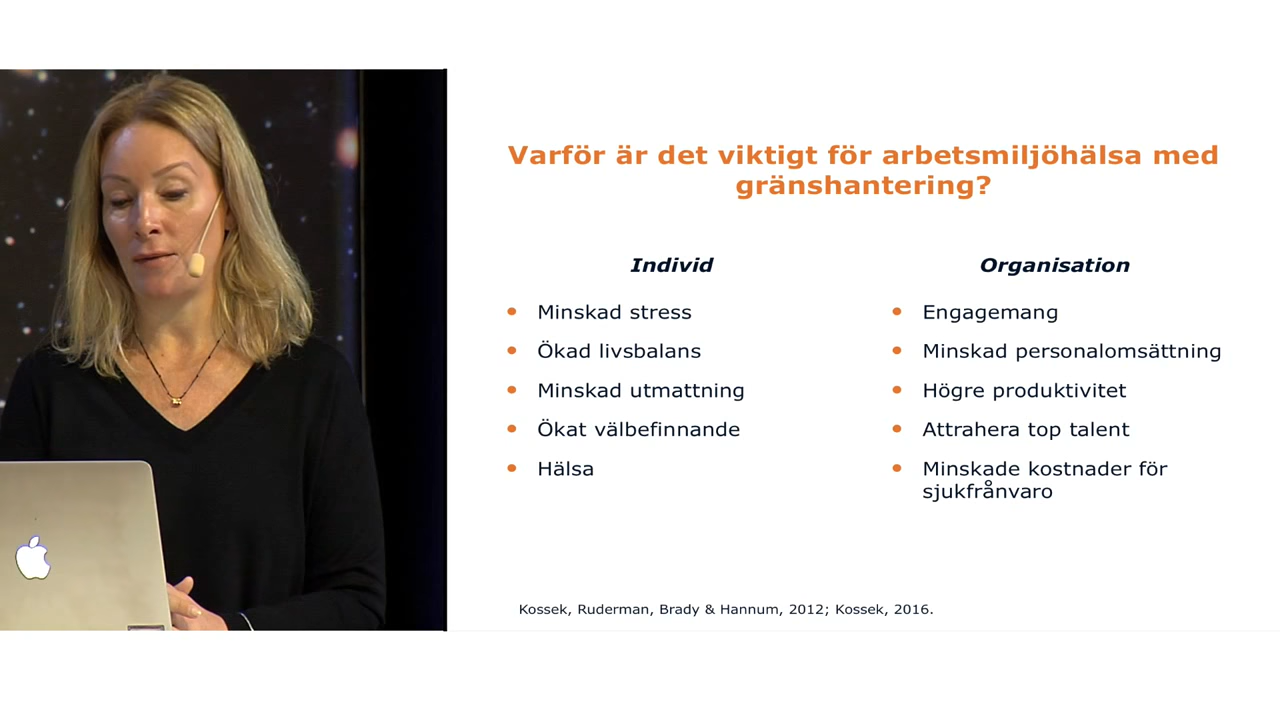 Varför är det viktigt för arbetsmiljöhälsa med
gränshantering?
Individ
Minskad stress
Ökad livsbalans
Minskad utmattning
Ökat välbefinnande
Hälsa
Organisation
Engagemang
Minskad personalomsättning
Högre produktivitet
Attrahera top talent
Minskade kostnader för
sjukfrånvaro
Kossek, Ruderman, Brady & Hannum, 2012; Kossek, 2016.